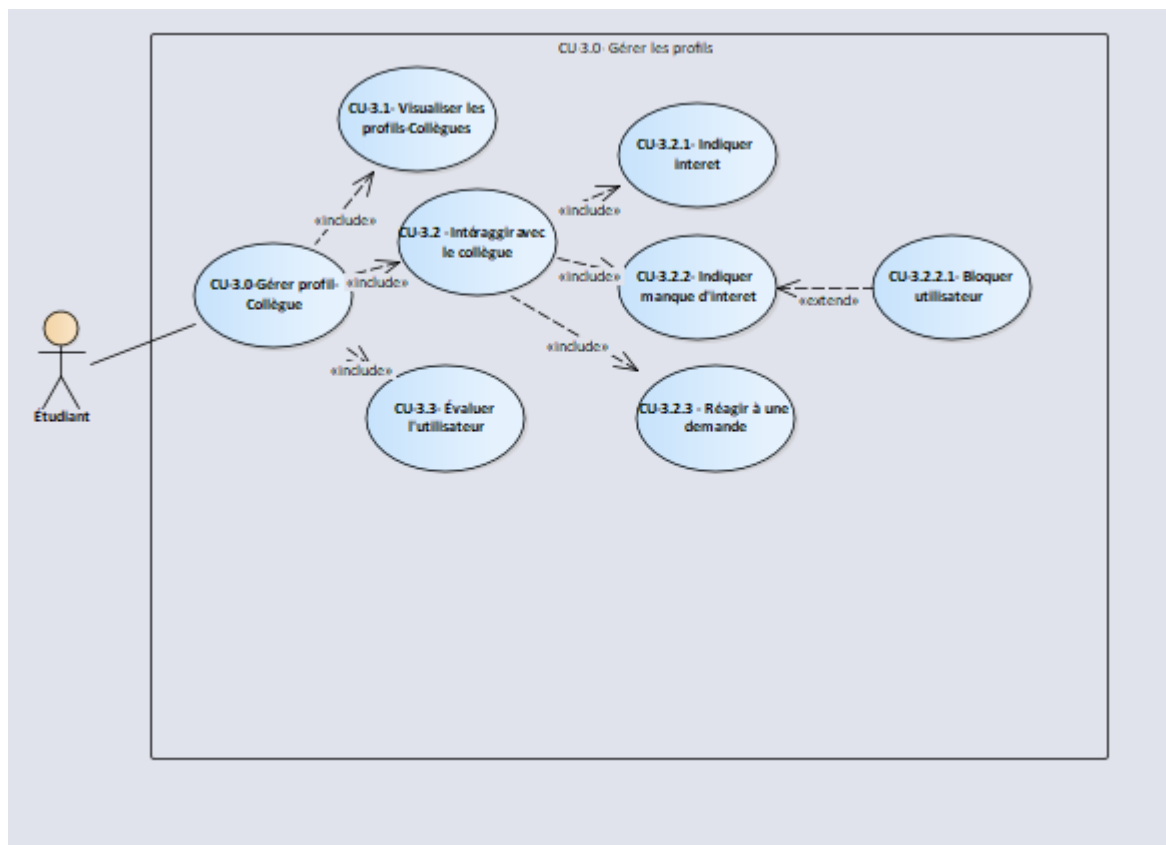 CU-3.0- Gérer les profils
CU-3.1- Visualiser les
profils-Collègues
CU-3.2.1- Indiquer
interet
«include»
«include»
CU-3.2 -Intéraggir avec
le collègue
CU-3.0-Gérer profil-
Collègue
«include»
«include»
CU-3.2.2- Indiquer
manque d'interet
«extend»
CU-3.2.2.1- Bloquer
utilisateur
«include»
«include»
CU-3.3- Évaluer
l'utilisateur
CU-3.2.3 - Réagir à une
demande
Étudiant